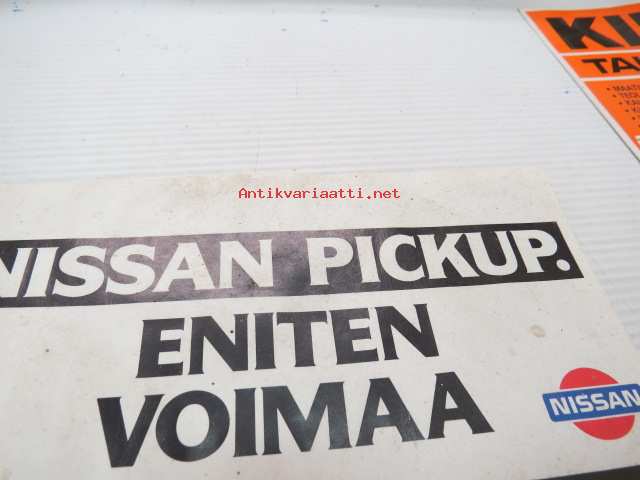 Antikvariaatti.net
NISSAN PICKUP.
ENITEN
VOIMAA
NISSAN